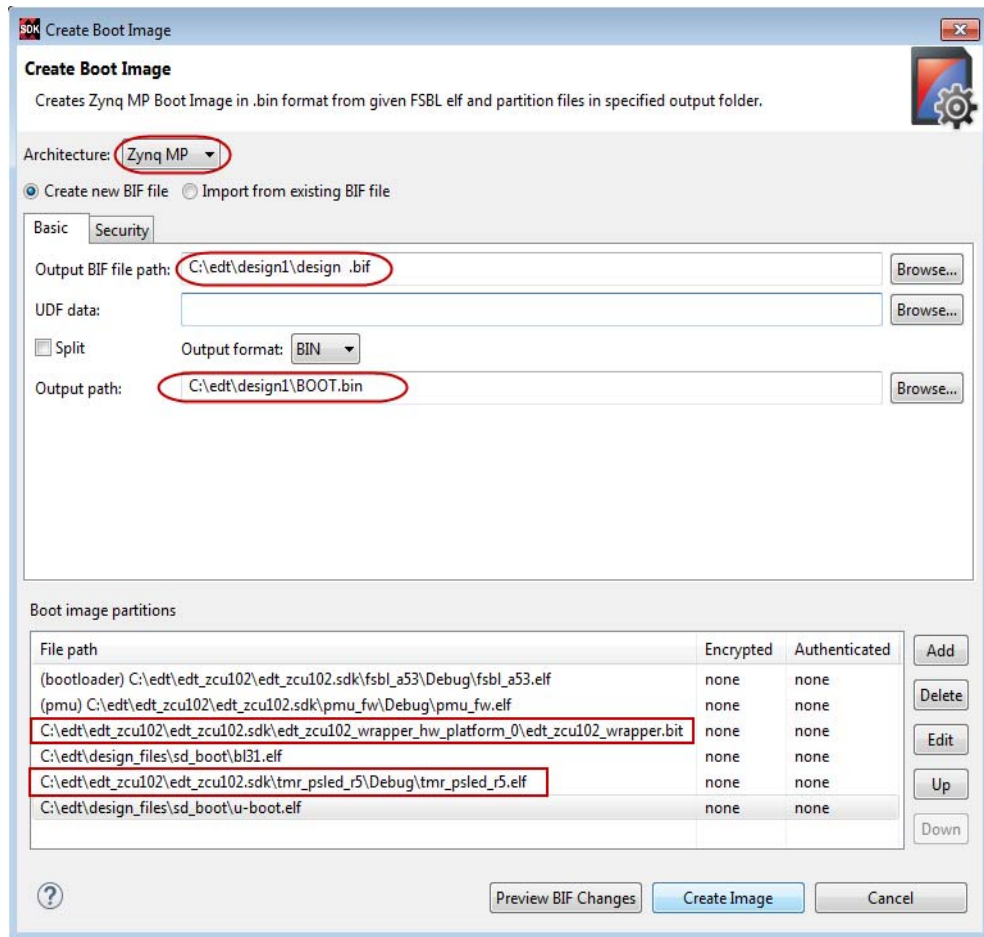 SDK Create Boot Image
Create Boot Image
Creates Zynq MP Boot Image in .bin format from given FSBL elf and partition files in specified output folder.
Architecture: Zynq MP
Create new BIF file Import from existing BIF file
Basic Security
Output BIF file path: C:\edt\design1\design .bif Browse...
UDF data: Browse...
Split Output format: BIN
Output path: C:\edt\design1\BOOT.bin Browse...
Boot image partitions
File path Encrypted Authenticated Add
(bootloader) C:\edt\edt_zcu102\edt_zcu102.sdk\fsbl_a53\Debug\fsbl_a53.elf none none
(pmu) C:\edt\edt_zcu102\edt_zcu102.sdk\pmu_fw\Debug\pmu_fw.elf none none Delete
C:\edt\edt_zcu102\edt_zcu102.sdk\edt_zcu102_wrapper_hw_platform_0\edt_zcu102_wrapper.bit none none Edit
C:\edt\design_files\sd_boot\bl31.elf none none
C:\edt\edt_zcu102\edt_zcu102.sdk\tmr_psled_r5\Debug\tmr_psled_r5.elf none none Up
C:\edt\design_files\sd_boot\u-boot.elf none none
Down
? Preview BIF Changes Create Image Cancel